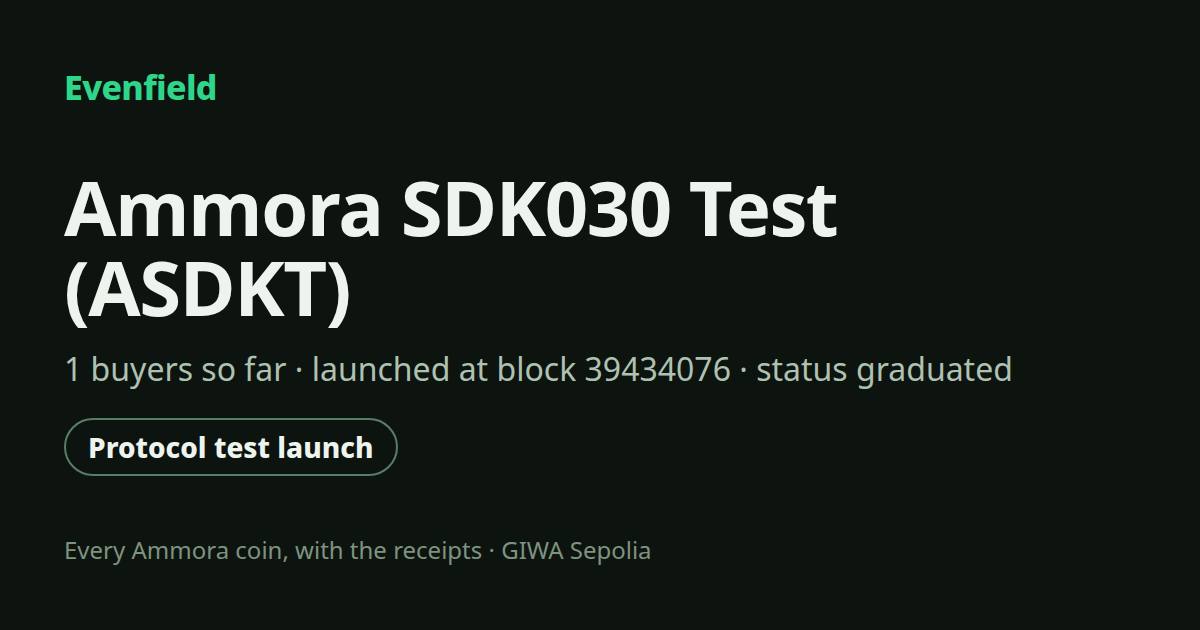 Evenfield
Ammora SDK030 Test
(ASDKT)
1 buyers so far · launched at block 39434076 · status graduated
Protocol test launch
Every Ammora coin, with the receipts · GIWA Sepolia